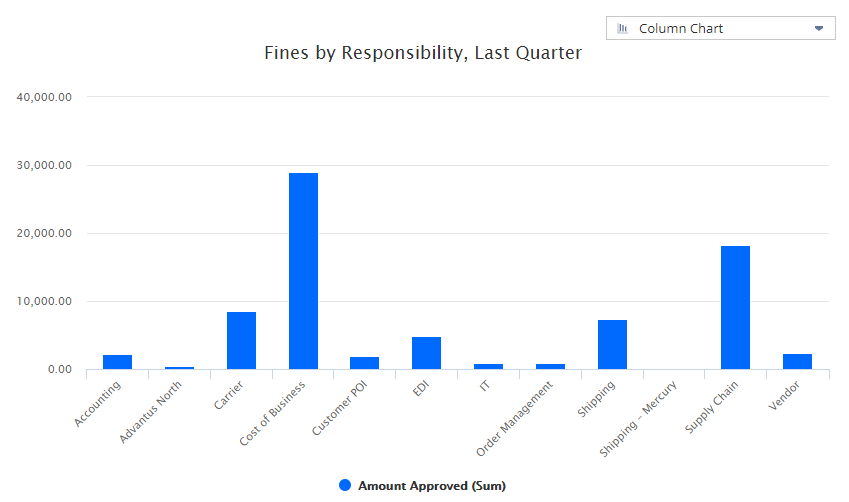 Column Chart
Fines by Responsibility, Last Quarter
40,000.00
30,000.00
20,000.00
10,000.00
0.00
Accounting
Advantus North
Carrier
Cost of Business
Customer POI
EDI
IT
Order Management
Shipping
Shipping - Mercury
Supply Chain
Vendor
Amount Approved (Sum)